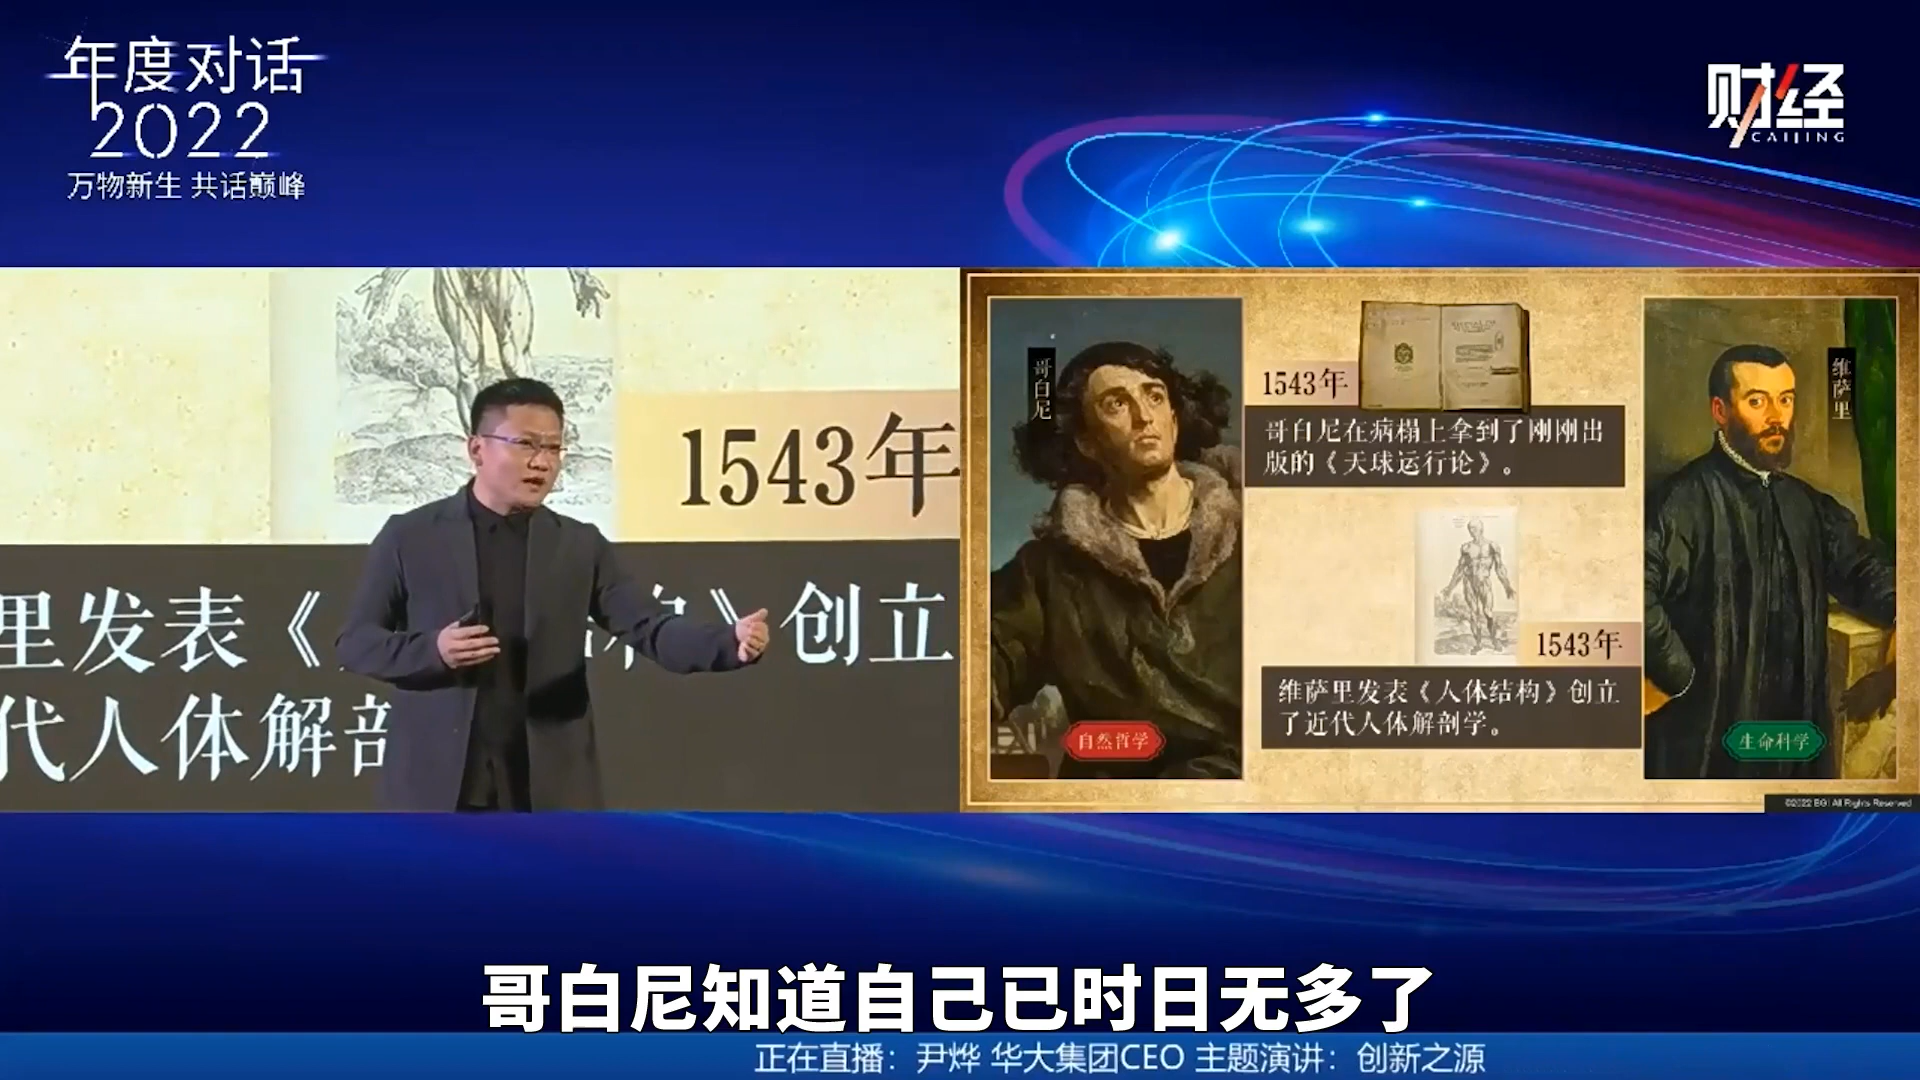 年度对话
2022
万物新生 共话巅峰
财经
CAIJING
1543年
里发表《
》创立
代人体解剖
哥白尼
1543年
哥白尼在病榻上拿到了刚刚出
版的《天球运行论》。
1543年
维萨里发表《人体结构》创立
了近代人体解剖学。
自然哲学
维萨里
生命科学
©2022 BGI All Rights Reserved
哥白尼知道自己已时日无多了
正在直播：尹烨 华大集团CEO 主题演讲：创新之源